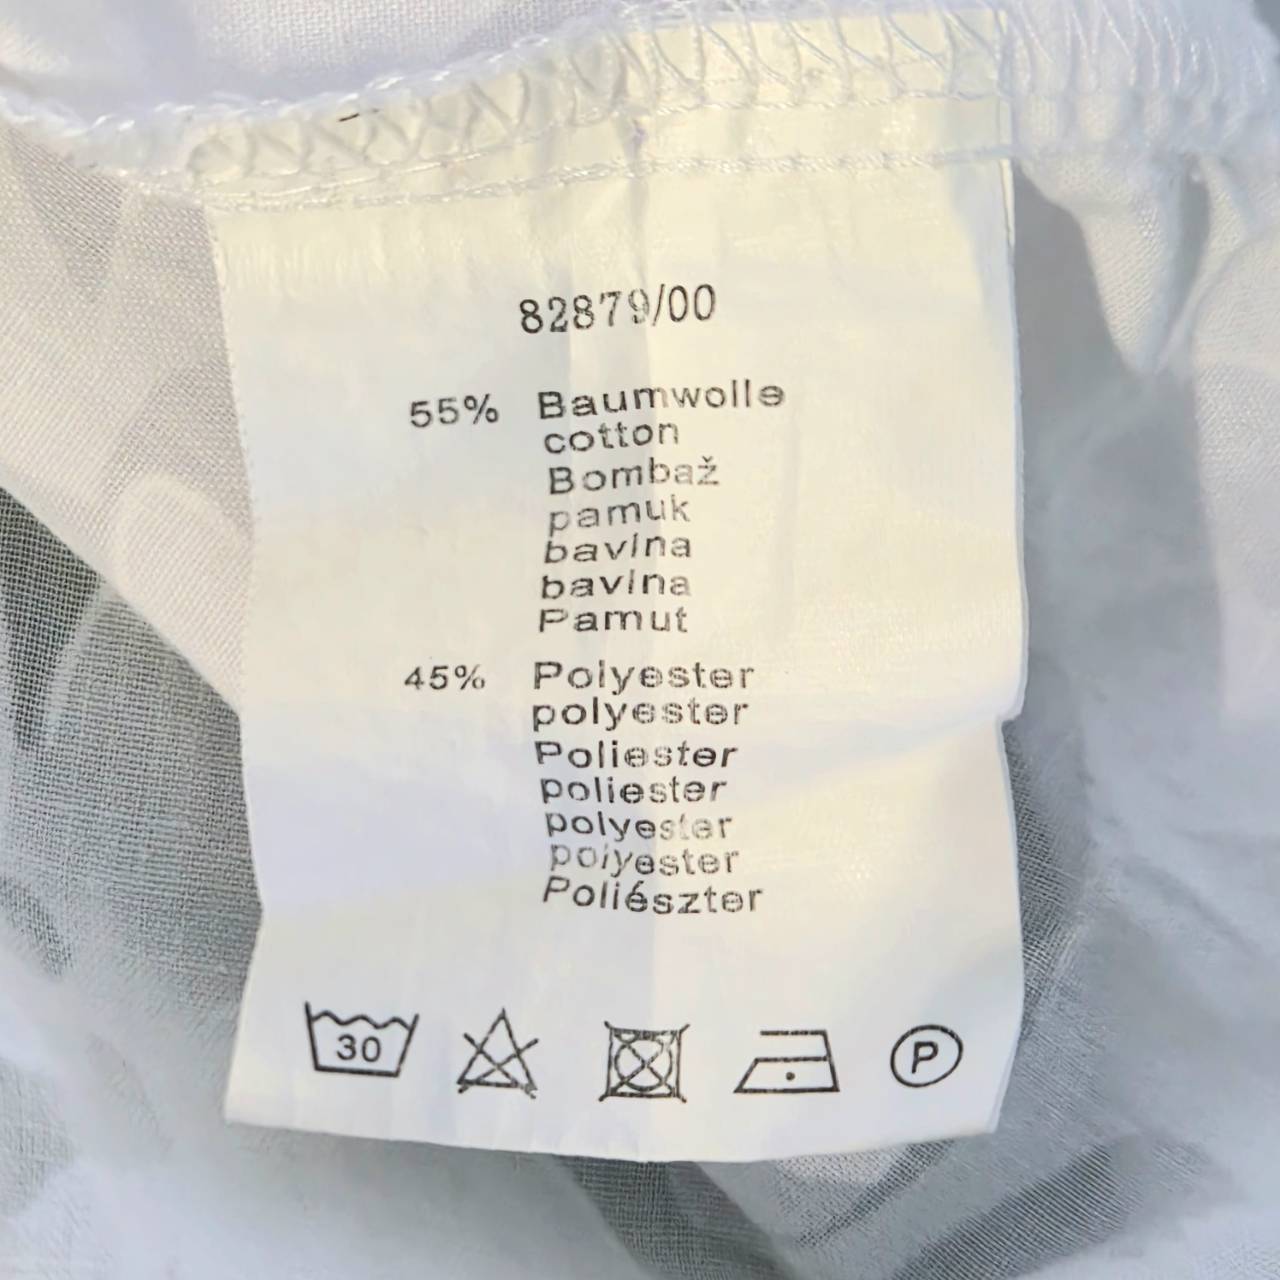 82879/00
55% Baumwolle
cotton
Bombaž
pamuk
bavlna
bavlna
Pamut
45% Polyester
polyester
Poliester
poliester
polyester
polyester
Poliészter
30
P